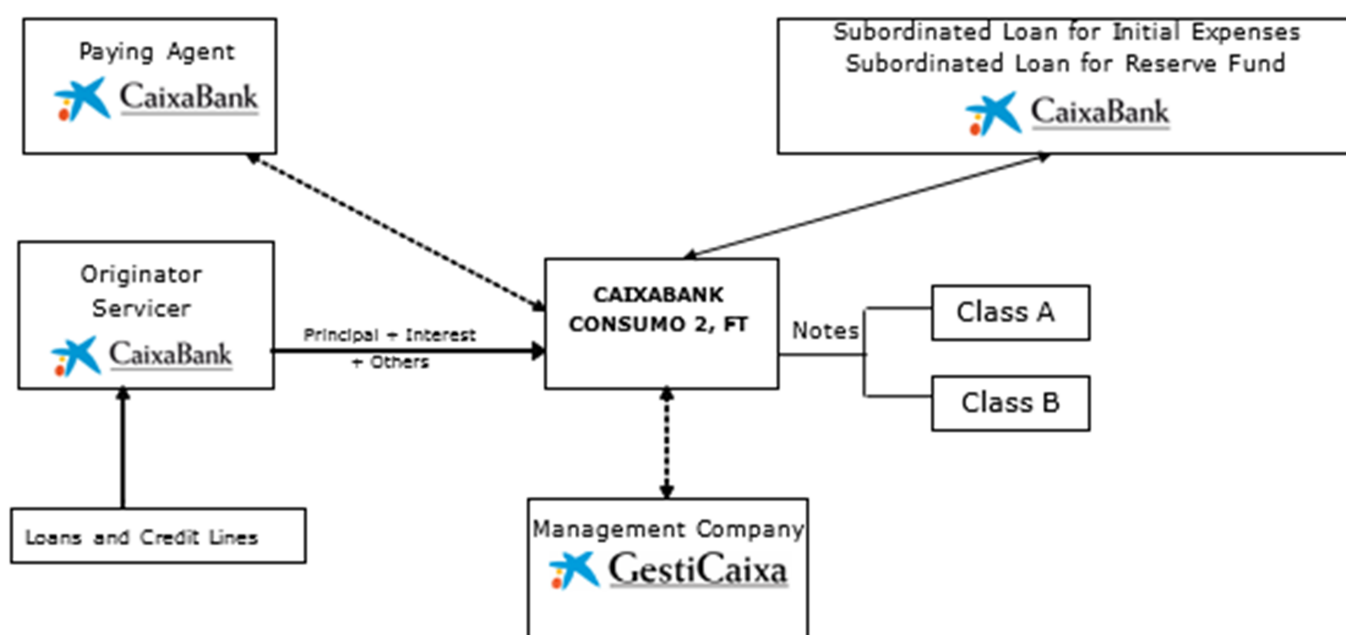 Paying Agent
CaixaBank
Subordinated Loan for Initial Expenses
Subordinated Loan for Reserve Fund
CaixaBank
Originator
Servicer
CaixaBank
Principal + Interest
+ Others
CAIXABANK
CONSUMO 2, FT
Notes
Class A
Class B
Loans and Credit Lines
Management Company
GestiCaixa